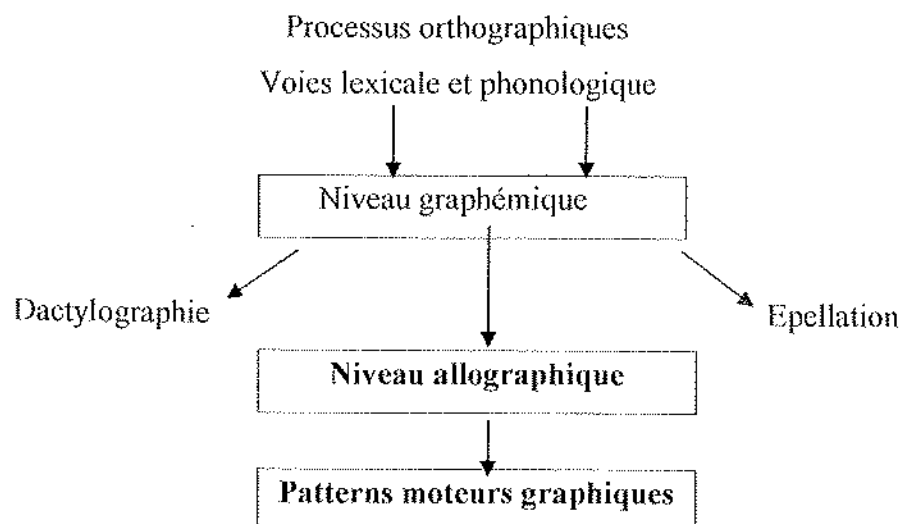 Processus orthographiques
Voies lexicale et phonologique
Niveau graphémique
Dactylographie
Epellation
Niveau allographique
Patterns moteurs graphiques